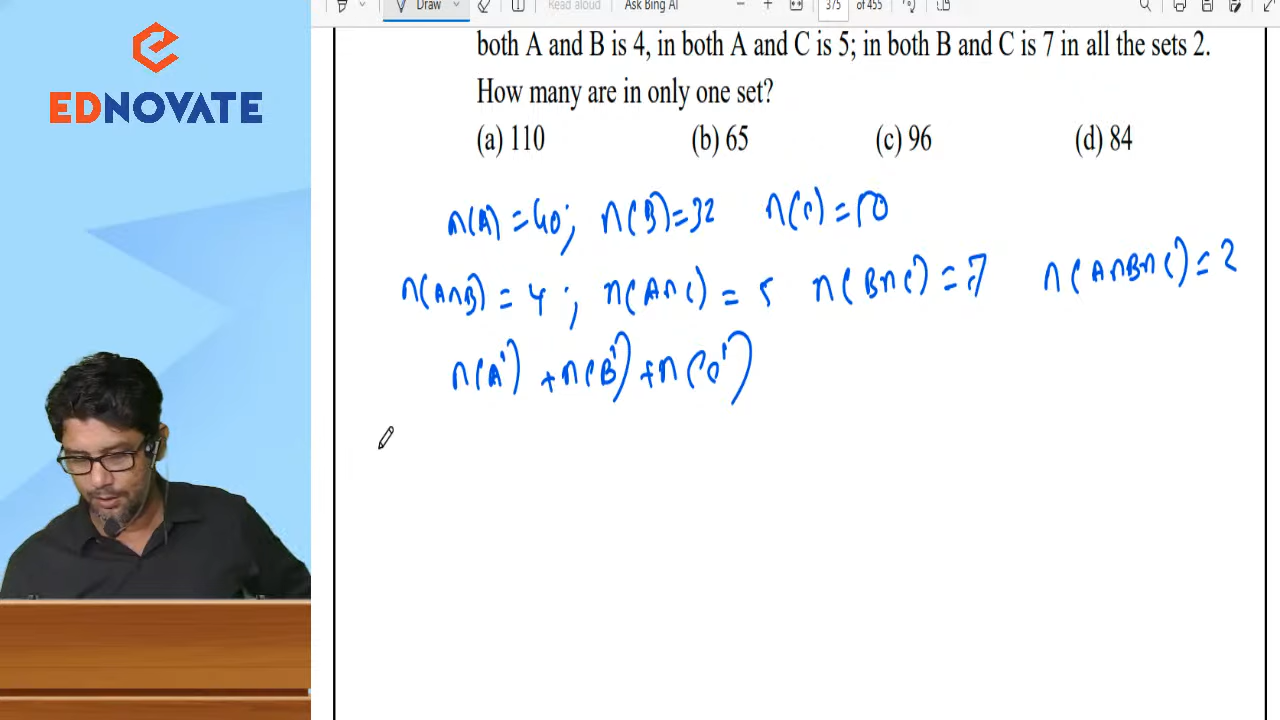 Draw
Read aloud
Ask Bing AI
375 of 455
EDNOVATE
both A and B is 4, in both A and C is 5; in both B and C is 7 in all the sets 2.
How many are in only one set?
(a) 110 (b) 65 (c) 96 (d) 84
n(A) = 40; n(B) = 32 n(C) = 50
n(A∩B) = 4; n(A∩C) = 5 n(B∩C) = 7 n(A∩B∩C) = 2
n(A') + n(B') + n(C')